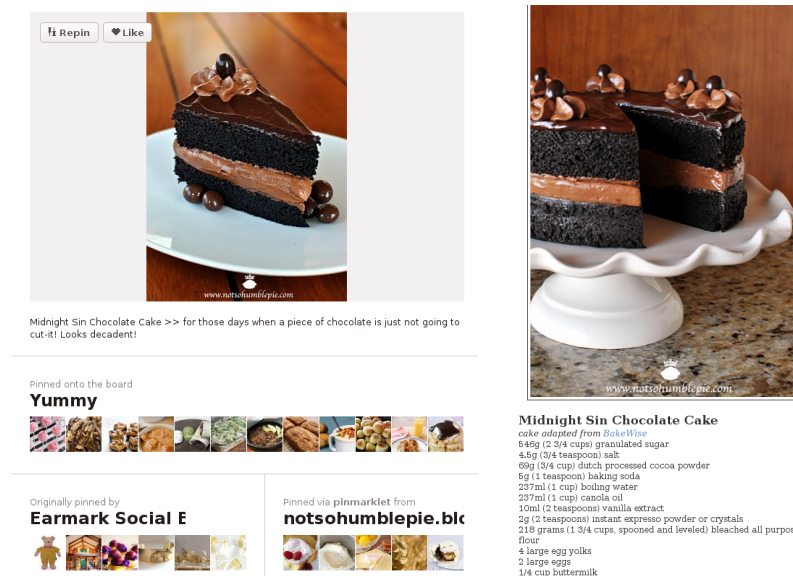 Repin
Like
www.notsohumblepie.com
Midnight Sin Chocolate Cake >> for those days when a piece of chocolate is just not going to
cut-it! Looks decadent!
Pinned onto the board
Yummy
Originally pinned by
Earmark Social E
Pinned via pinmarklet from
notsohumblepie.blo
www.notsohumblepie.com
Midnight Sin Chocolate Cake
cake adapted from BakeWise
546g (2 3/4 cups) granulated sugar
4.5g (3/4 teaspoon) salt
69g (3/4 cup) dutch processed cocoa powder
5g (1 teaspoon) baking soda
237ml (1 cup) boiling water
237ml (1 cup) canola oil
10ml (2 teaspoons) vanilla extract
2g (2 teaspoons) instant expresso powder or crystals
218 grams (1 3/4 cups, spooned and leveled) bleached all purpos
flour
4 large egg yolks
2 large eggs
1/4 cup buttermilk